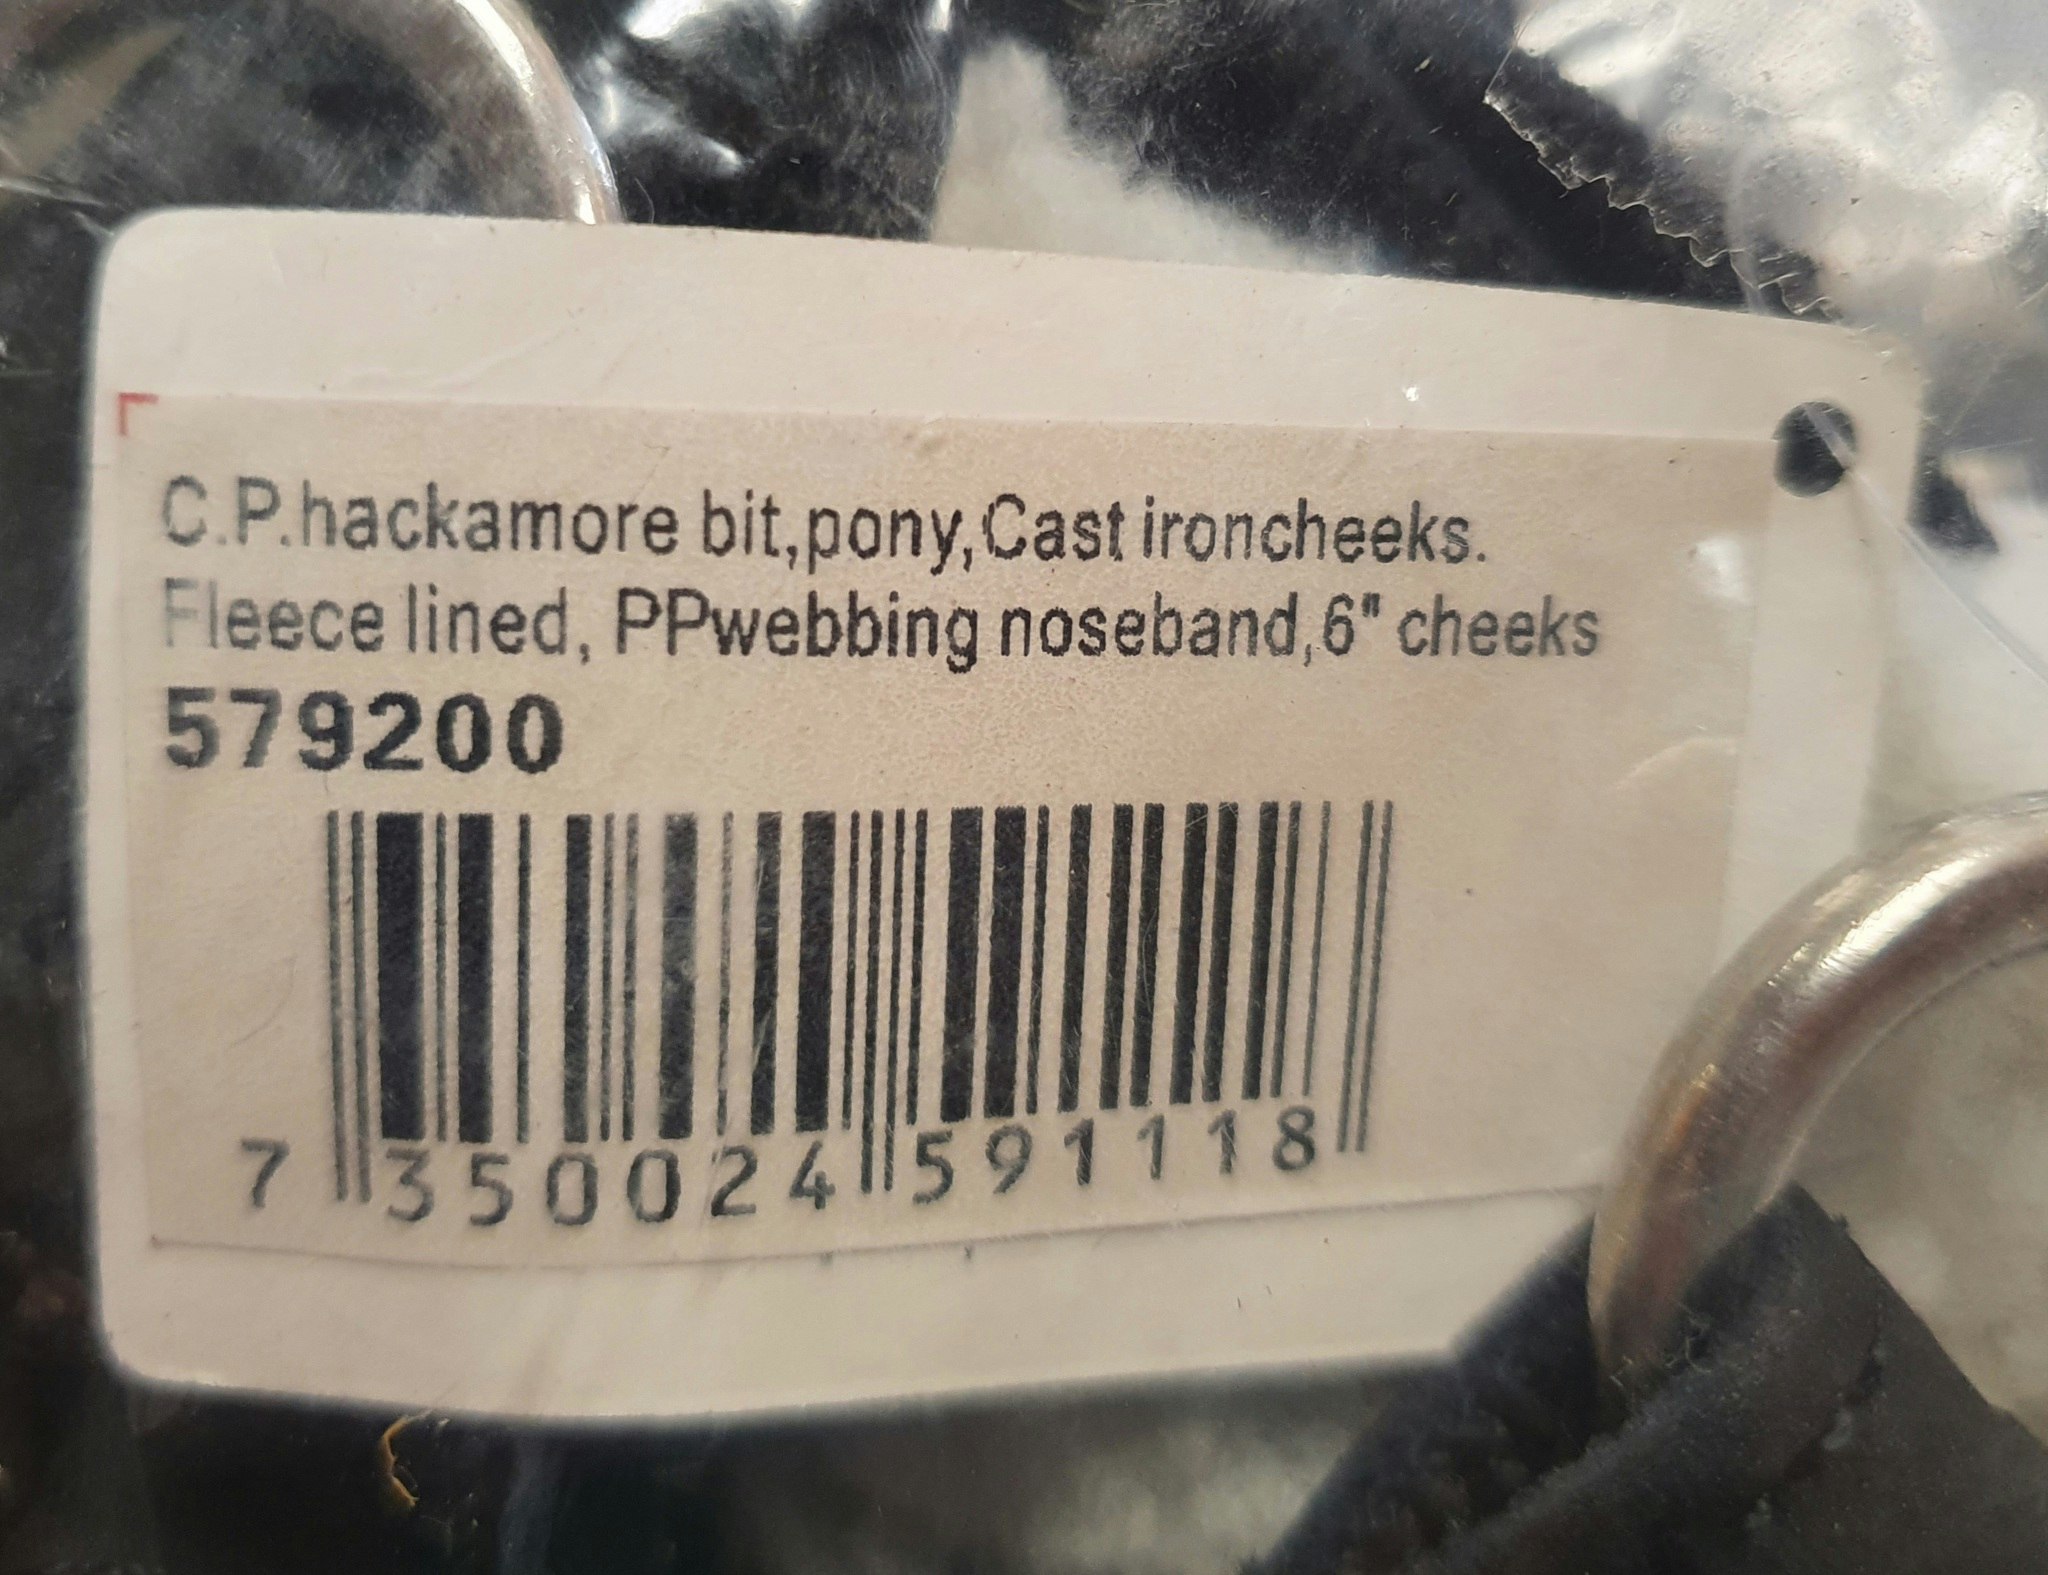 C.P.hackamore bit,pony,Cast ironcheeks.
Fleece lined, PPwebbing noseband,6" cheeks
579200
7 350024 591118